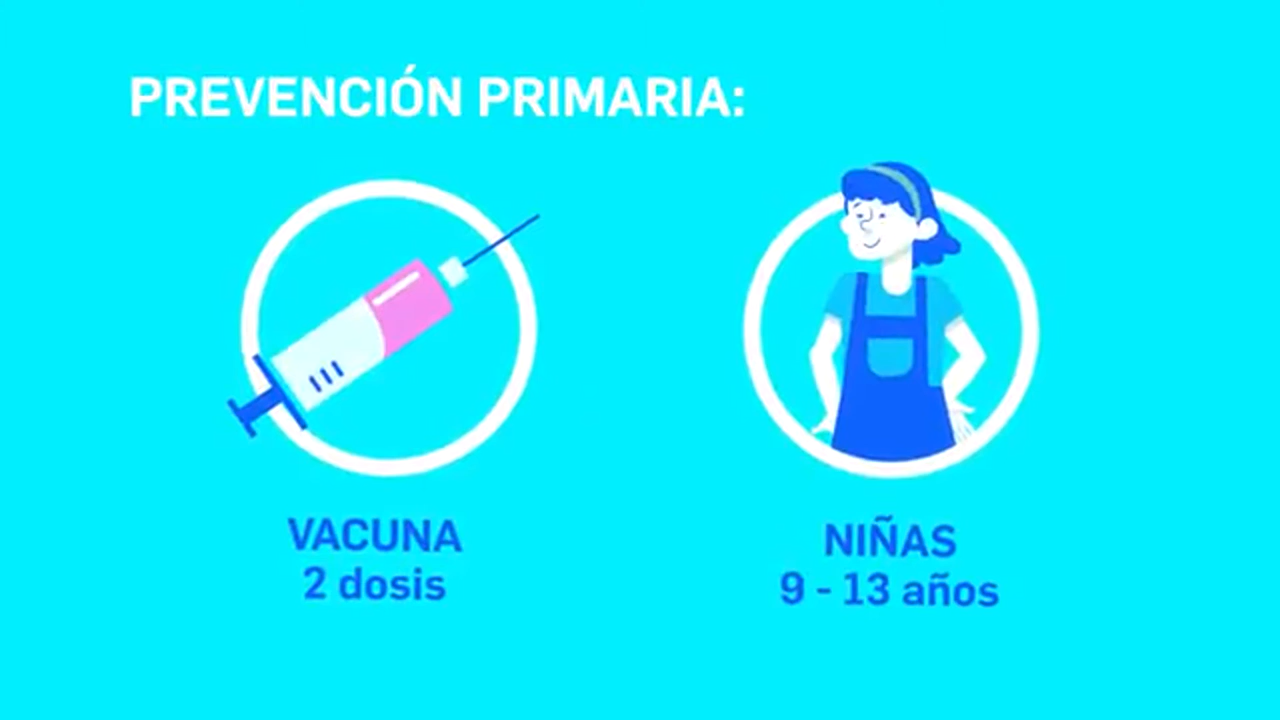 PREVENCIÓN PRIMARIA:
VACUNA
2 dosis
NIÑAS
9 - 13 años